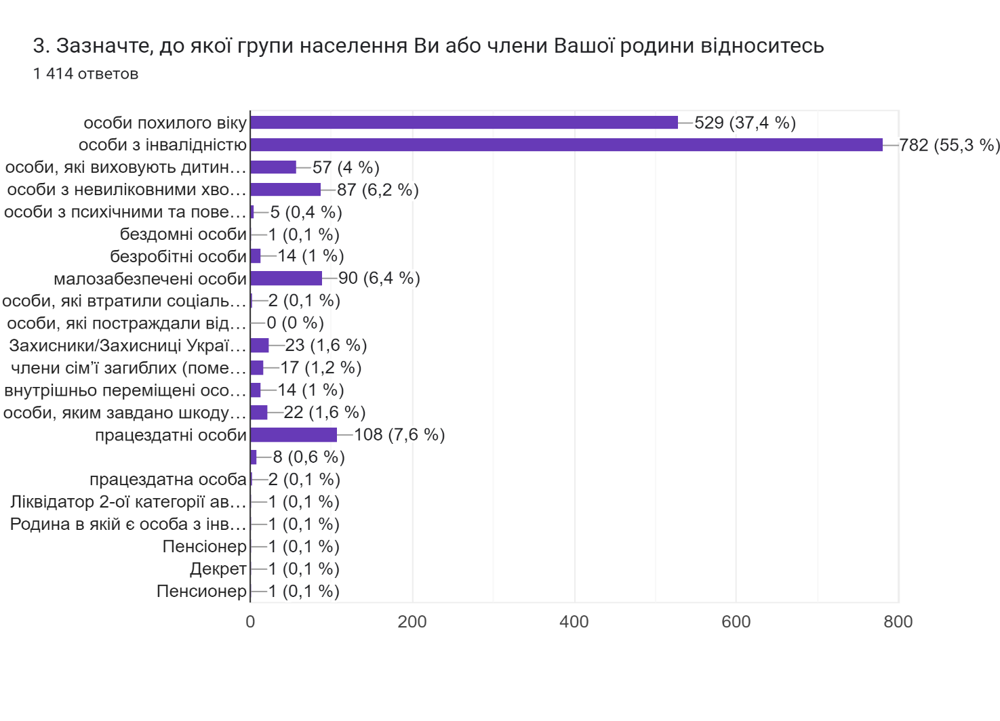 3. Зазначте, до якої групи населення Ви або члени Вашої родини відноситесь
1 414 ответов
особи похилого віку 529 (37,4 %)
особи з інвалідністю 782 (55,3 %)
особи, які виховують дитин… 57 (4 %)
особи з невиліковними хво… 87 (6,2 %)
особи з психічними та пове… 5 (0,4 %)
бездомні особи 1 (0,1 %)
безробітні особи 14 (1 %)
малозабезпечені особи 90 (6,4 %)
особи, які втратили соціаль… 2 (0,1 %)
особи, які постраждали від… 0 (0 %)
Захисники/Захисниці Украї… 23 (1,6 %)
члени сім’ї загиблих (поме… 17 (1,2 %)
внутрішньо переміщені осо… 14 (1 %)
особи, яким завдано шкоду… 22 (1,6 %)
працездатні особи 108 (7,6 %)
8 (0,6 %)
працездатна особа 2 (0,1 %)
Ліквідатор 2-ої категорії ав… 1 (0,1 %)
Родина в якій є особа з інв… 1 (0,1 %)
Пенсіонер 1 (0,1 %)
Декрет 1 (0,1 %)
Пенсионер 1 (0,1 %)
0 200 400 600 800